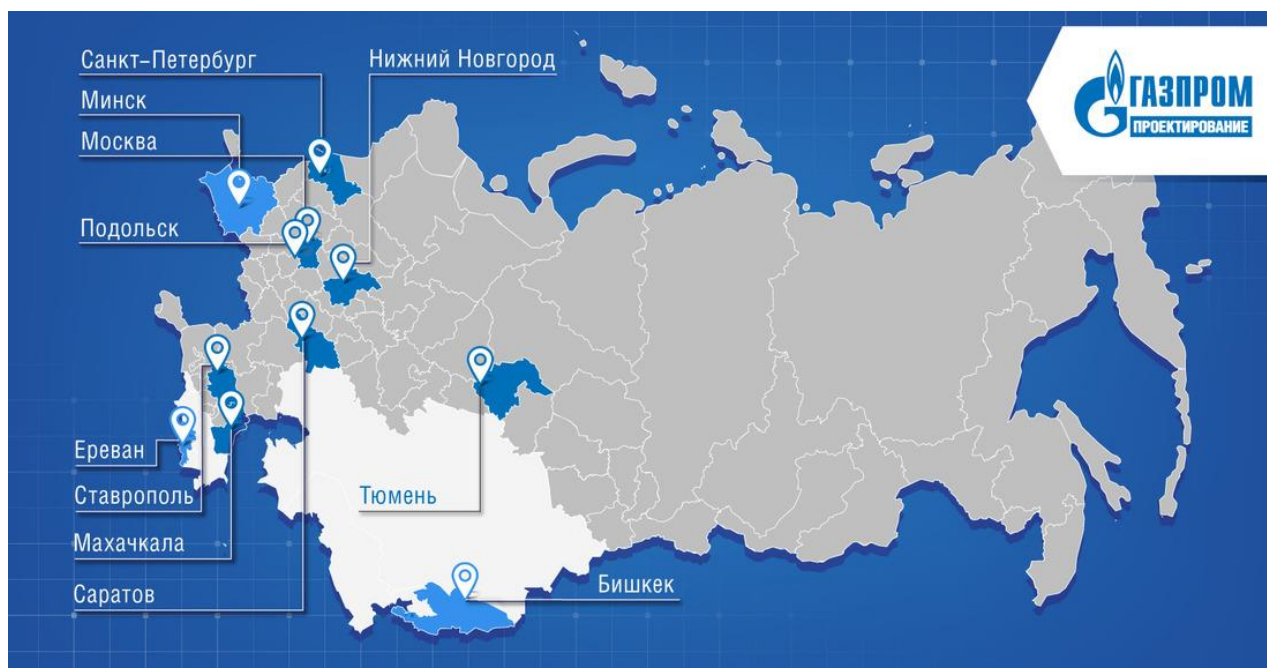 Санкт-Петербург
Нижний Новгород
Минск
Москва
Подольск
Ереван
Ставрополь
Махачкала
Саратов
Тюмень
Бишкек
ГАЗПРОМ
ПРОЕКТИРОВАНИЕ